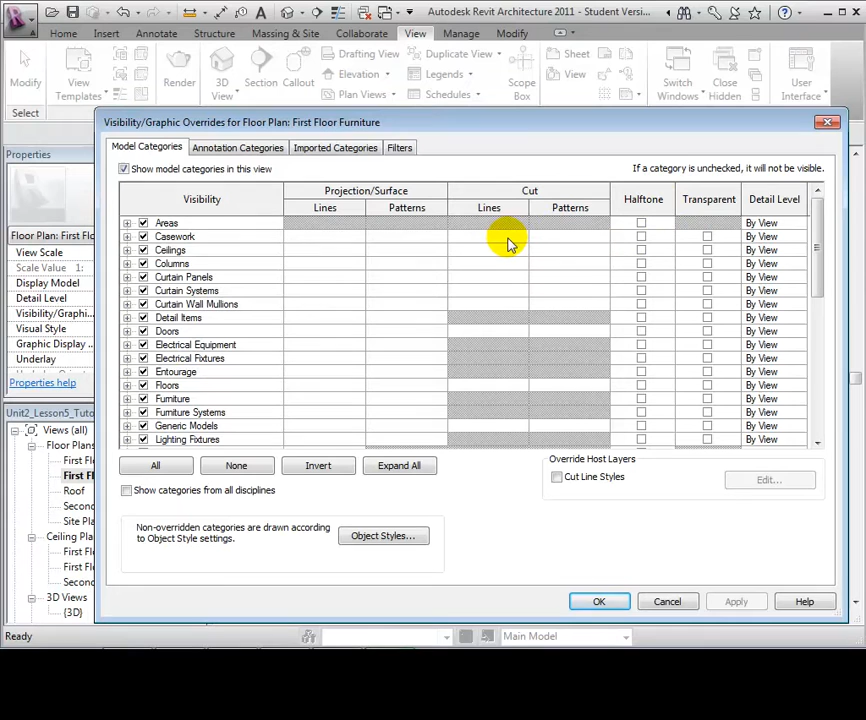 Autodesk Revit Architecture 2011 - Student Versi...
Home Insert Annotate Structure Massing & Site Collaborate View Manage Modify
Modify
View
Templates
Render
3D
View
Section
Callout
Drafting View
Elevation
Plan Views
Duplicate View
Legends
Schedules
Scope
Box
Sheet
View
Switch
Windows
Close
Hidden
User
Interface
Select
Visibility/Graphic Overrides for Floor Plan: First Floor Furniture
Model Categories Annotation Categories Imported Categories Filters
Show model categories in this view
If a category is unchecked, it will not be visible.
Visibility Projection/Surface Cut Halftone Transparent Detail Level
Lines Patterns Lines Patterns
Areas By View
Casework By View
Ceilings By View
Columns By View
Curtain Panels By View
Curtain Systems By View
Curtain Wall Mullions By View
Detail Items By View
Doors By View
Electrical Equipment By View
Electrical Fixtures By View
Entourage By View
Floors By View
Furniture By View
Furniture Systems By View
Generic Models By View
Lighting Fixtures By View
All None Invert Expand All
Show categories from all disciplines
Override Host Layers
Cut Line Styles
Edit...
Non-overridden categories are drawn according
to Object Style settings.
Object Styles...
OK Cancel Apply Help
Properties
Floor Plan: First Flo
View Scale
Scale Value 1:
Display Model
Detail Level
Visibility/Graphi...
Visual Style
Graphic Display ...
Underlay
Properties help
Unit2_Lesson5_Tuto
Views (all)
Floor Plans
First Fl
First Fl
Roof
Secon
Site Pla
Ceiling Plan
First Fl
First Fl
Second
3D Views
{3D}
Ready
Main Model